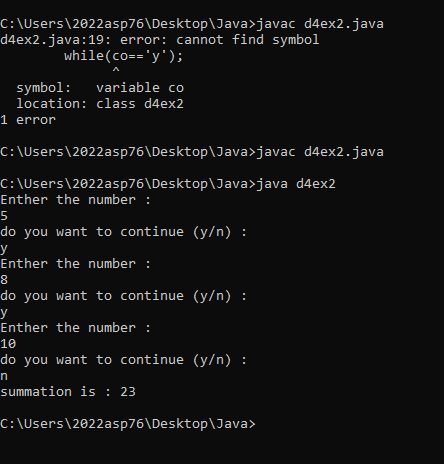 C:\Users\2022asp76\Desktop\Java>javac d4ex2.java
d4ex2.java:19: error: cannot find symbol
        while(co=='y');
              ^
  symbol:   variable co
  location: class d4ex2
1 error
C:\Users\2022asp76\Desktop\Java>javac d4ex2.java
C:\Users\2022asp76\Desktop\Java>java d4ex2
Enther the number :
5
do you want to continue (y/n) :
y
Enther the number :
8
do you want to continue (y/n) :
y
Enther the number :
10
do you want to continue (y/n) :
n
summation is : 23
C:\Users\2022asp76\Desktop\Java>